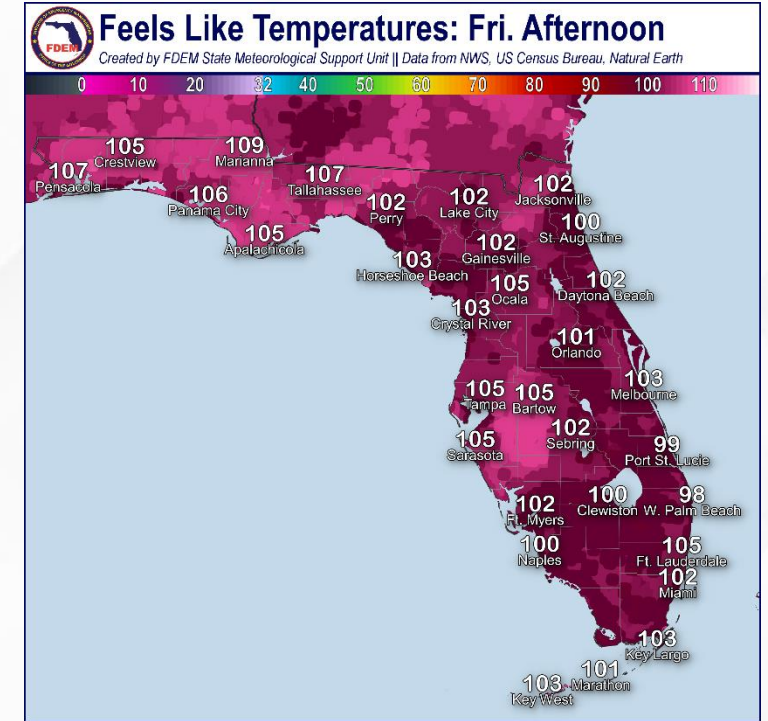 FDEM
Feels Like Temperatures: Fri. Afternoon
Created by FDEM State Meteorological Support Unit || Data from NWS, US Census Bureau, Natural Earth
0 10 20 32 40 50 60 70 80 90 100 110
105
Crestview
109
Marianna
107
Pensacola
107
Tallahassee
106
Panama City
102
Perry
102
Lake City
102
Jacksonville
105
Apalachicola
100
St. Augustine
102
Gainesville
103
Horseshoe Beach
105
Ocala
102
Daytona Beach
103
Crystal River
101
Orlando
103
Melbourne
105
Tampa
105
Bartow
105
Sarasota
102
Sebring
99
Port St. Lucie
102
Ft. Myers
100
Clewiston
98
W. Palm Beach
100
Naples
105
Ft. Lauderdale
102
Miami
103
Key Largo
101
Marathon
103
Key West